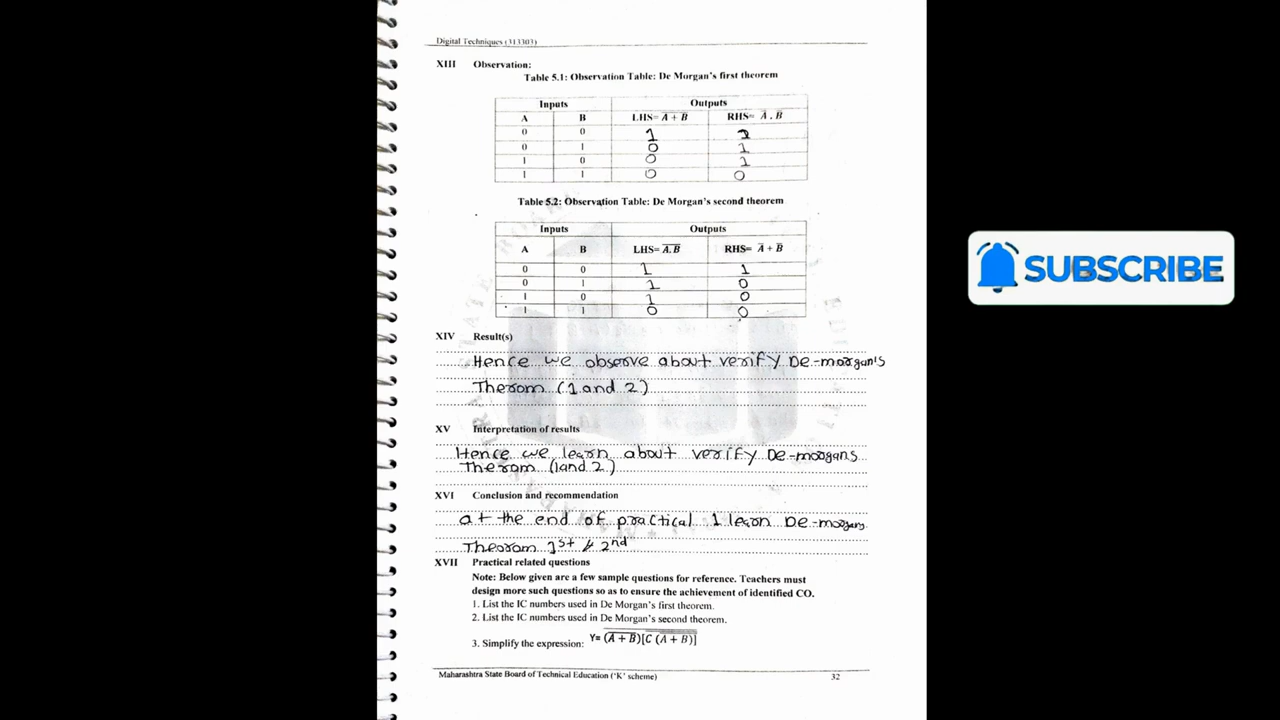 Digital Techniques (313303)
XIII Observation:
Table 5.1: Observation Table: De Morgan's first theorem
Inputs Outputs
A B LHS= A̅ ̅+̅ ̅B̅ RHS= A̅ . B̅
0 0 1 1
0 1 0 1
1 0 0 1
1 1 0 0
Table 5.2: Observation Table: De Morgan's second theorem
Inputs Outputs
A B LHS= A̅.̅B̅ RHS= A̅ + B̅
0 0 1 1
0 1 1 0
1 0 1 0
1 1 0 0
SUBSCRIBE
XIV Result(s)
Hence we observe about verify De-morgan's
Therom (1 and 2)
XV Interpretation of results
Hence we learn about verify De-morgans
Therom (1and 2)
XVI Conclusion and recommendation
at the end of practical I learn De-morgans
Theorom 1st & 2nd
XVII Practical related questions
Note: Below given are a few sample questions for reference. Teachers must
design more such questions so as to ensure the achievement of identified CO.
1. List the IC numbers used in De Morgan's first theorem.
2. List the IC numbers used in De Morgan's second theorem.
3. Simplify the expression: Y= (A + B)[C (A + B)]
Maharashtra State Board of Technical Education ('K' scheme) 32